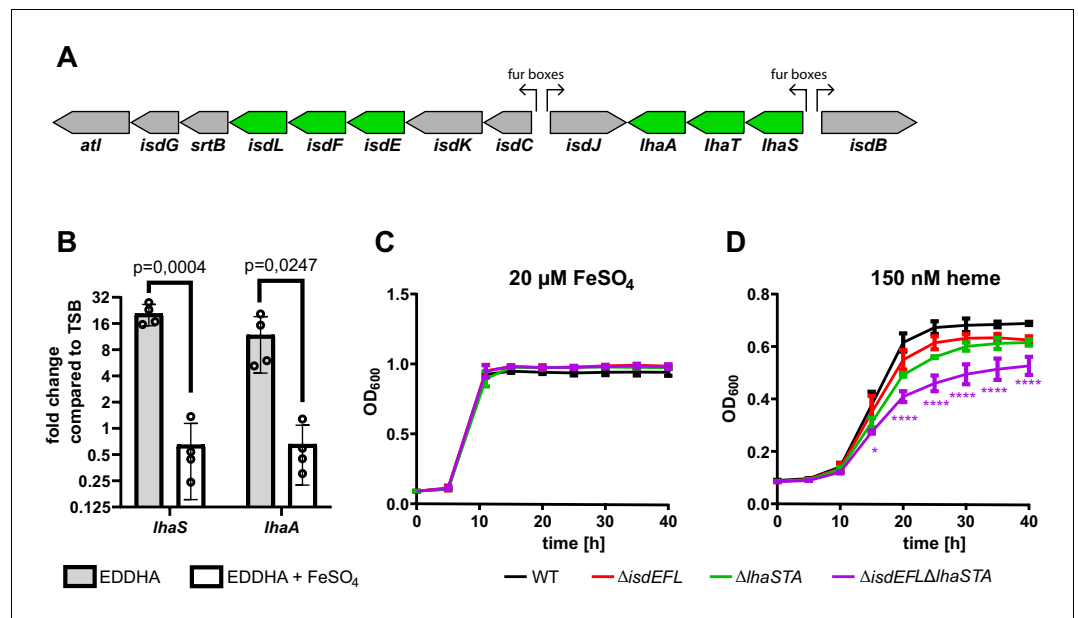 A
fur boxes
fur boxes
atl isdG srtB isdL isdF isdE isdK isdC isdJ lhaA lhaT lhaS isdB
B
p=0,0004
p=0,0247
fold change
compared to TSB
32
16
8
4
2
1
0.5
0.25
0.125
lhaS lhaA
EDDHA
EDDHA + FeSO₄
C
20 µM FeSO₄
OD₆₀₀
1.5
1.0
0.5
0.0
0 10 20 30 40
time [h]
D
150 nM heme
OD₆₀₀
0.8
0.6
0.4
0.2
0.0
* **** **** **** **** ****
0 10 20 30 40
time [h]
WT ΔisdEFL ΔlhaSTA ΔisdEFLΔlhaSTA